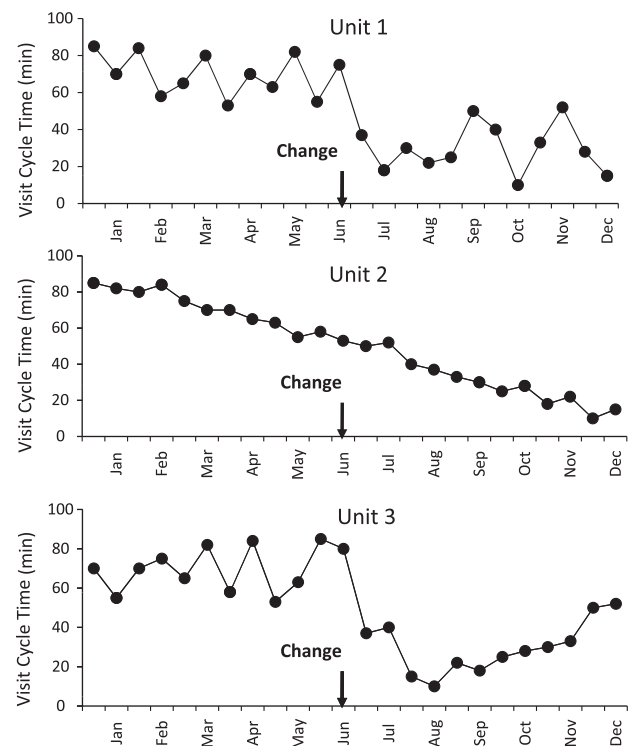 Unit 1
Visit Cycle Time (min)
100
80
60
40
20
0
Change
Jan Feb Mar Apr May Jun Jul Aug Sep Oct Nov Dec
Unit 2
Visit Cycle Time (min)
100
80
60
40
20
0
Change
Jan Feb Mar Apr May Jun Jul Aug Sep Oct Nov Dec
Unit 3
Visit Cycle Time (min)
100
80
60
40
20
0
Change
Jan Feb Mar Apr May Jun Jul Aug Sep Oct Nov Dec